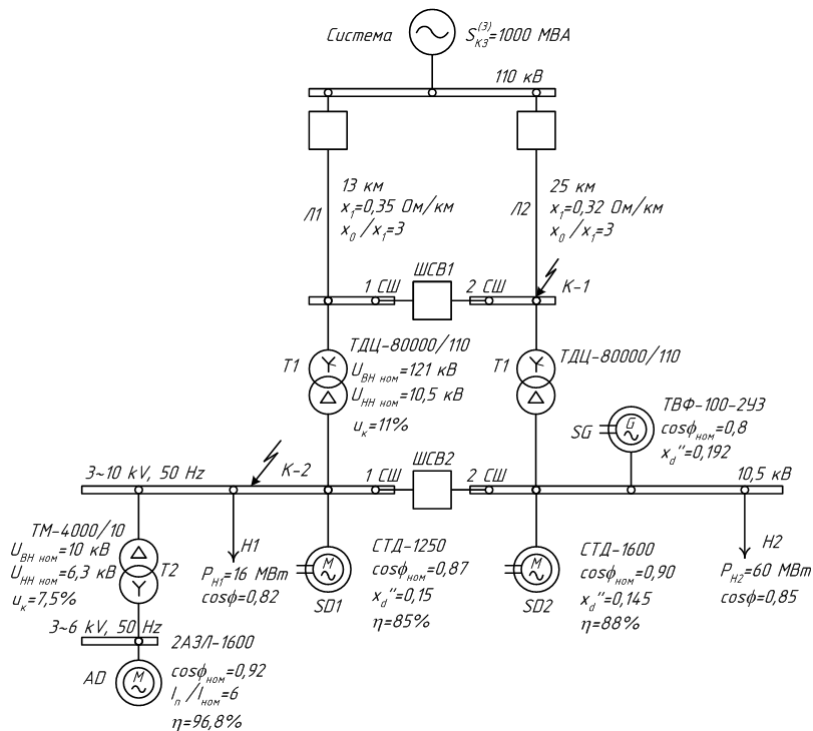 Система
S_КЗ^(3)=1000 МВА
110 кВ
13 км
x₁=0,35 Ом/км
x₀/x₁=3
Л1
25 км
x₁=0,32 Ом/км
x₀/x₁=3
Л2
1 СШ
ШСВ1
2 СШ
К-1
Т1
ТДЦ-80000/110
U_ВН ном=121 кВ
U_НН ном=10,5 кВ
u_к=11%
Т1
ТДЦ-80000/110
SG
G
ТВФ-100-2У3
cosϕ_ном=0,8
x_d''=0,192
3~10 kV, 50 Hz
К-2
1 СШ
ШСВ2
2 СШ
10,5 кВ
ТМ-4000/10
U_ВН ном=10 кВ
U_НН ном=6,3 кВ
u_к=7,5%
Т2
Н1
P_Н1=16 МВт
cosϕ=0,82
M
SD1
СТД-1250
cosϕ_ном=0,87
x_d''=0,15
η=85%
M
SD2
СТД-1600
cosϕ_ном=0,90
x_d''=0,145
η=88%
Н2
P_Н2=60 МВт
cosϕ=0,85
3~6 kV, 50 Hz
2АЗЛ-1600
AD
M
cosϕ_ном=0,92
I_п/I_ном=6
η=96,8%